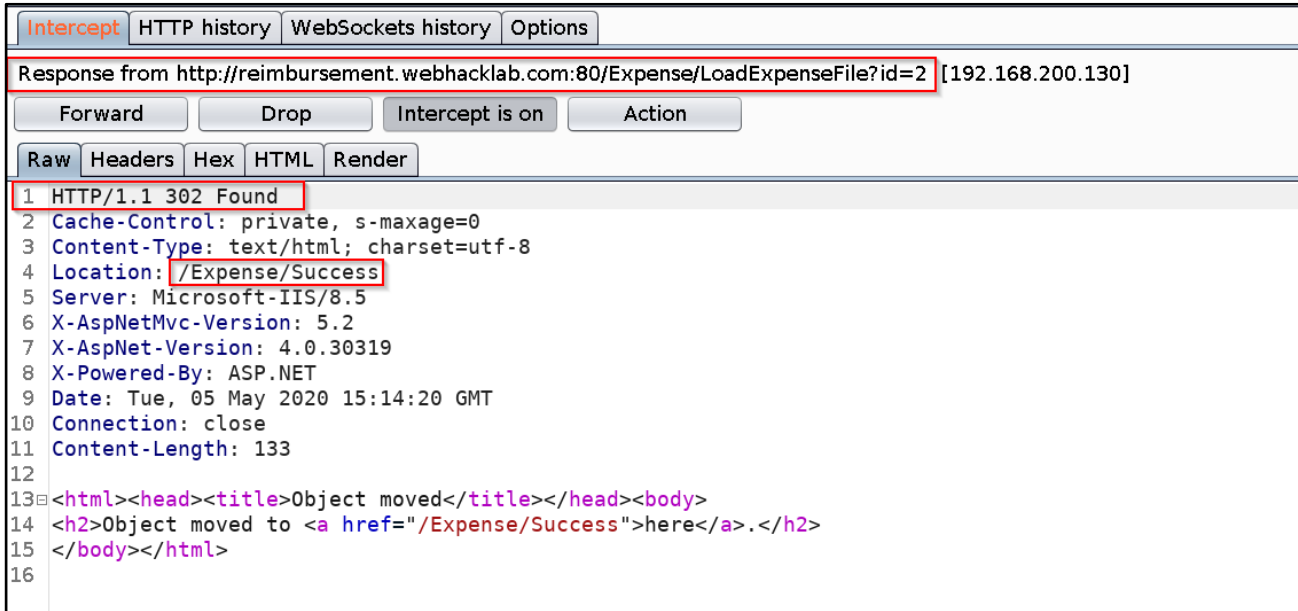 Intercept HTTP history WebSockets history Options
Response from http://reimbursement.webhacklab.com:80/Expense/LoadExpenseFile?id=2 [192.168.200.130]
Forward Drop Intercept is on Action
Raw Headers Hex HTML Render
1 HTTP/1.1 302 Found
2 Cache-Control: private, s-maxage=0
3 Content-Type: text/html; charset=utf-8
4 Location: /Expense/Success
5 Server: Microsoft-IIS/8.5
6 X-AspNetMvc-Version: 5.2
7 X-AspNet-Version: 4.0.30319
8 X-Powered-By: ASP.NET
9 Date: Tue, 05 May 2020 15:14:20 GMT
10 Connection: close
11 Content-Length: 133
12
13 <html><head><title>Object moved</title></head><body>
14 <h2>Object moved to <a href="/Expense/Success">here</a>.</h2>
15 </body></html>
16